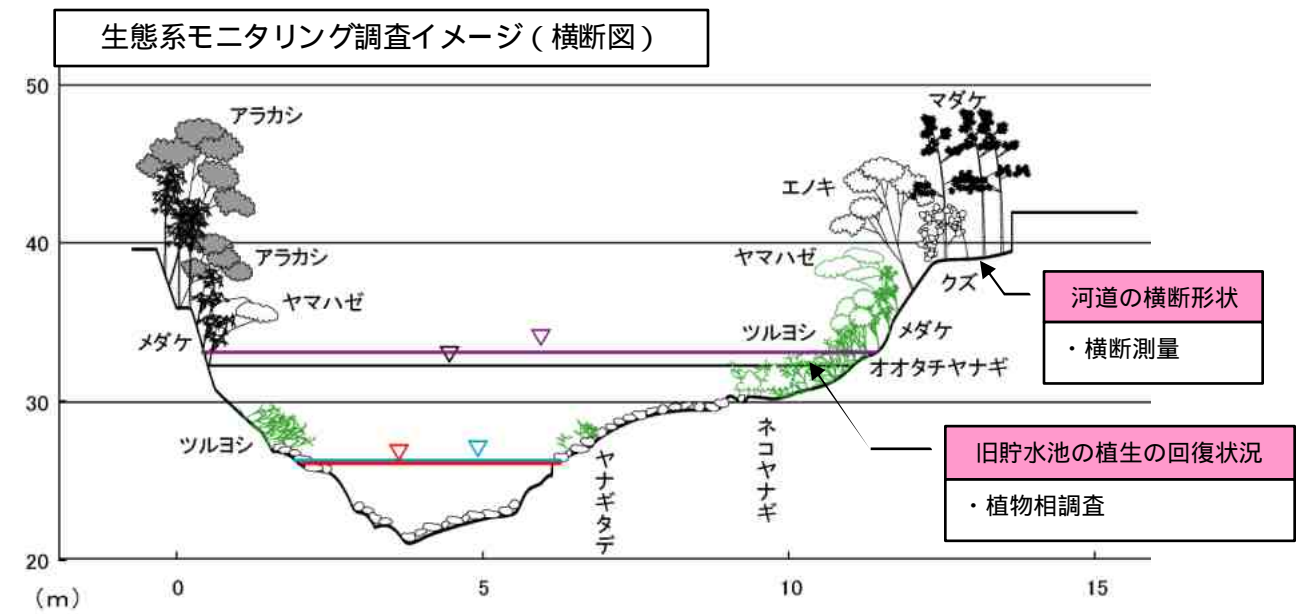 生態系モニタリング調査イメージ（横断図）
50
マダケ
アラカシ
エノキ
40
アラカシ
ヤマハゼ
クズ
河道の横断形状
・横断測量
ヤマハゼ
メダケ
ツルヨシ
メダケ
オオタチヤナギ
30
ツルヨシ
ヤナギタデ
ネコヤナギ
旧貯水池の植生の回復状況
・植物相調査
20
（m）
0
5
10
15